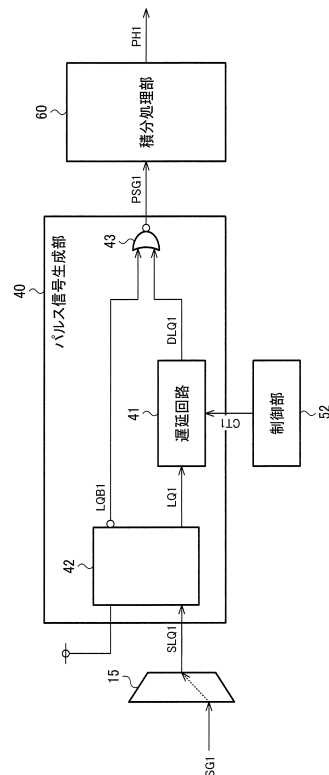 40
パルス信号生成部
60
積分処理部
PH1
PSG1
43
LQB1
DLQ1
41
遅延回路
42
LQ1
CT1
制御部
52
SLQ1
15
SG1